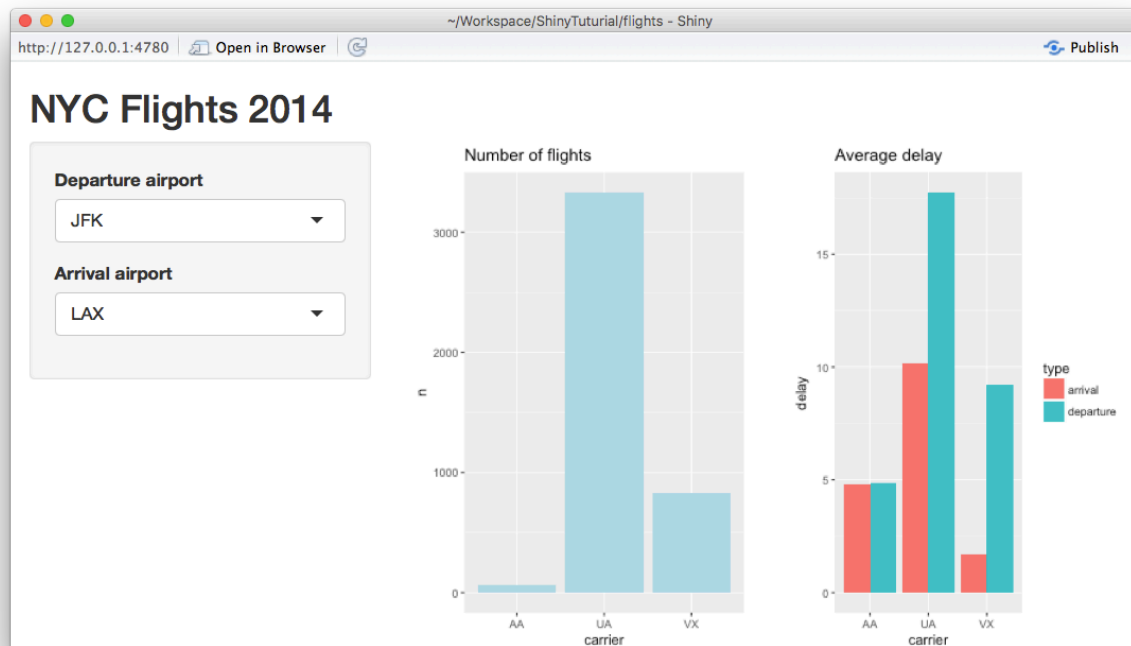 ~/Workspace/ShinyTuturial/flights - Shiny
http://127.0.0.1:4780 Open in Browser Publish
NYC Flights 2014
Departure airport
JFK
Arrival airport
LAX
Number of flights
3000
2000
1000
0
n
AA UA VX
carrier
Average delay
15
10
5
0
delay
AA UA VX
carrier
type
arrival
departure